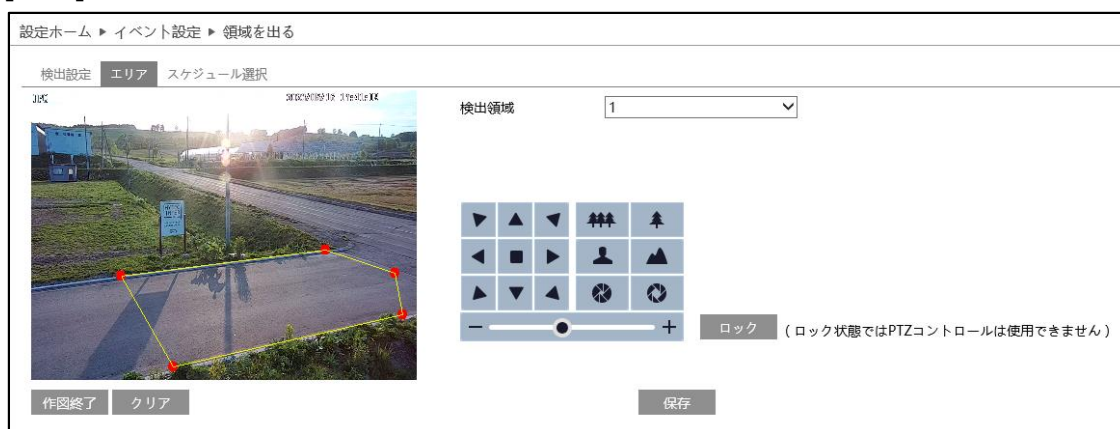 設定ホーム ▶ イベント設定 ▶ 領域を出る
検出設定 エリア スケジュール選択
検出領域 1
ロック (ロック状態ではPTZコントロールは使用できません)
作図終了 クリア 保存